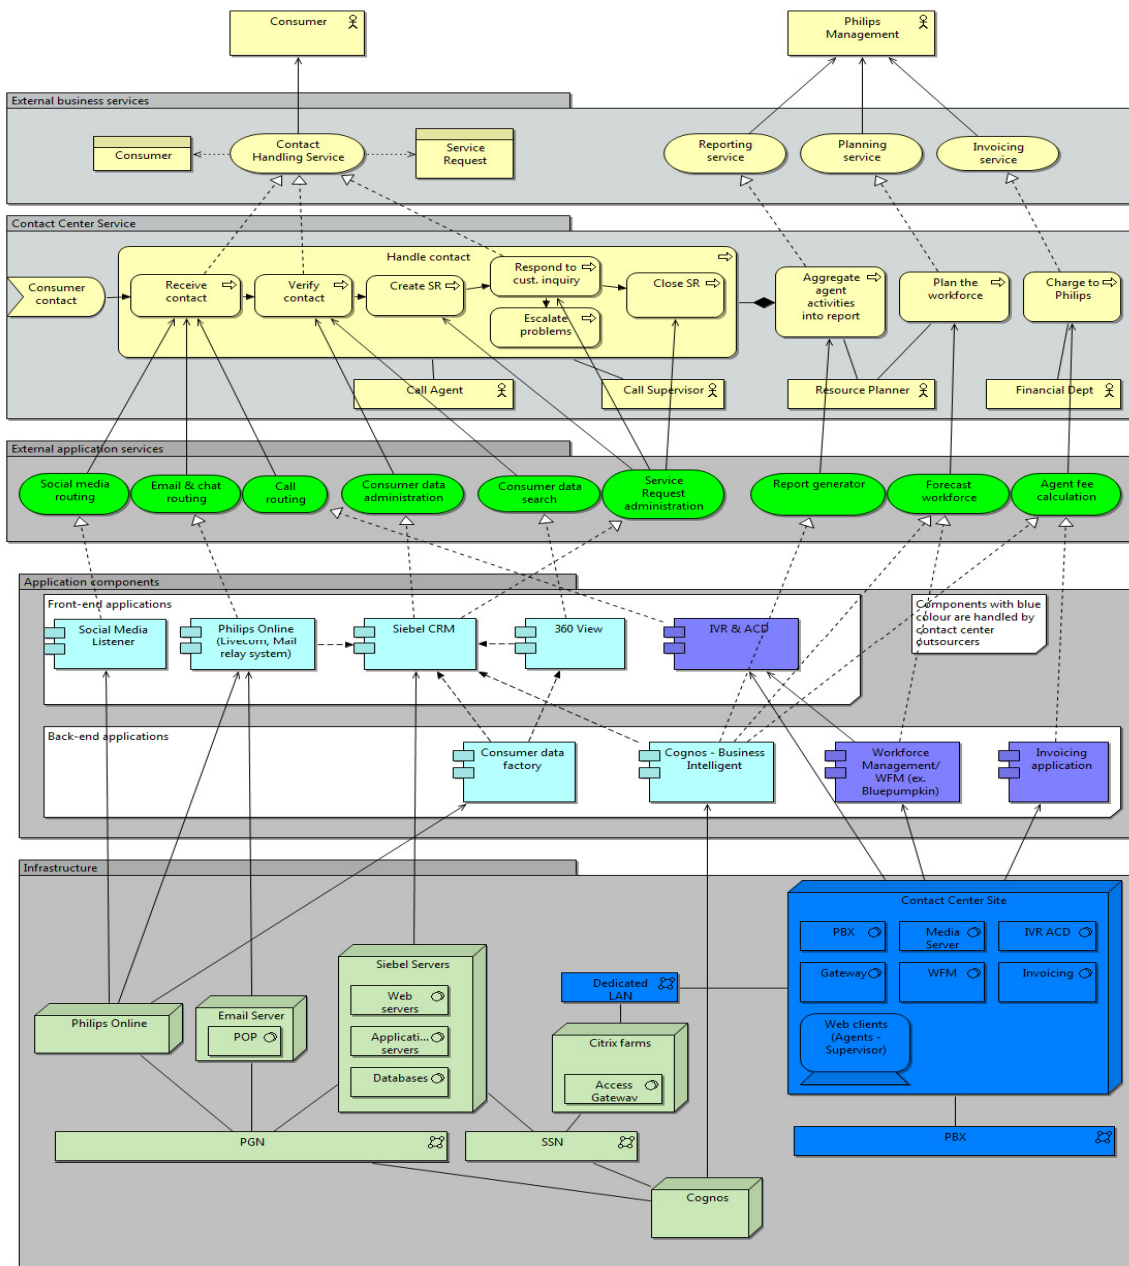 Consumer
Philips
Management
External business services
Consumer
Contact
Handling Service
Service
Request
Reporting
service
Planning
service
Invoicing
service
Contact Center Service
Handle contact
Consumer
contact
Receive
contact
Verify
contact
Create SR
Respond to
cust. inquiry
Escalate
problems
Close SR
Aggregate
agent
activities
into report
Plan the
workforce
Charge to
Philips
Call Agent
Call Supervisor
Resource Planner
Financial Dept
External application services
Social media
routing
Email & chat
routing
Call
routing
Consumer data
administration
Consumer data
search
Service
Request
administration
Report generator
Forecast
workforce
Agent fee
calculation
Application components
Front-end applications
Social Media
Listener
Philips Online
(Livecom, Mail
relay system)
Siebel CRM
360 View
IVR & ACD
Components with blue
colour are handled by
contact center
outsourcers
Back-end applications
Consumer data
factory
Cognos - Business
Intelligent
Workforce
Management/
WFM (ex.
Bluepumpkin)
Invoicing
application
Infrastructure
Contact Center Site
PBX
Media
Server
IVR ACD
Gateway
WFM
Invoicing
Web clients
(Agents -
Supervisor)
Siebel Servers
Web
servers
Applicati...
servers
Databases
Dedicated
LAN
Philips Online
Email Server
POP
Citrix farms
Access
Gateway
PGN
SSN
PBX
Cognos